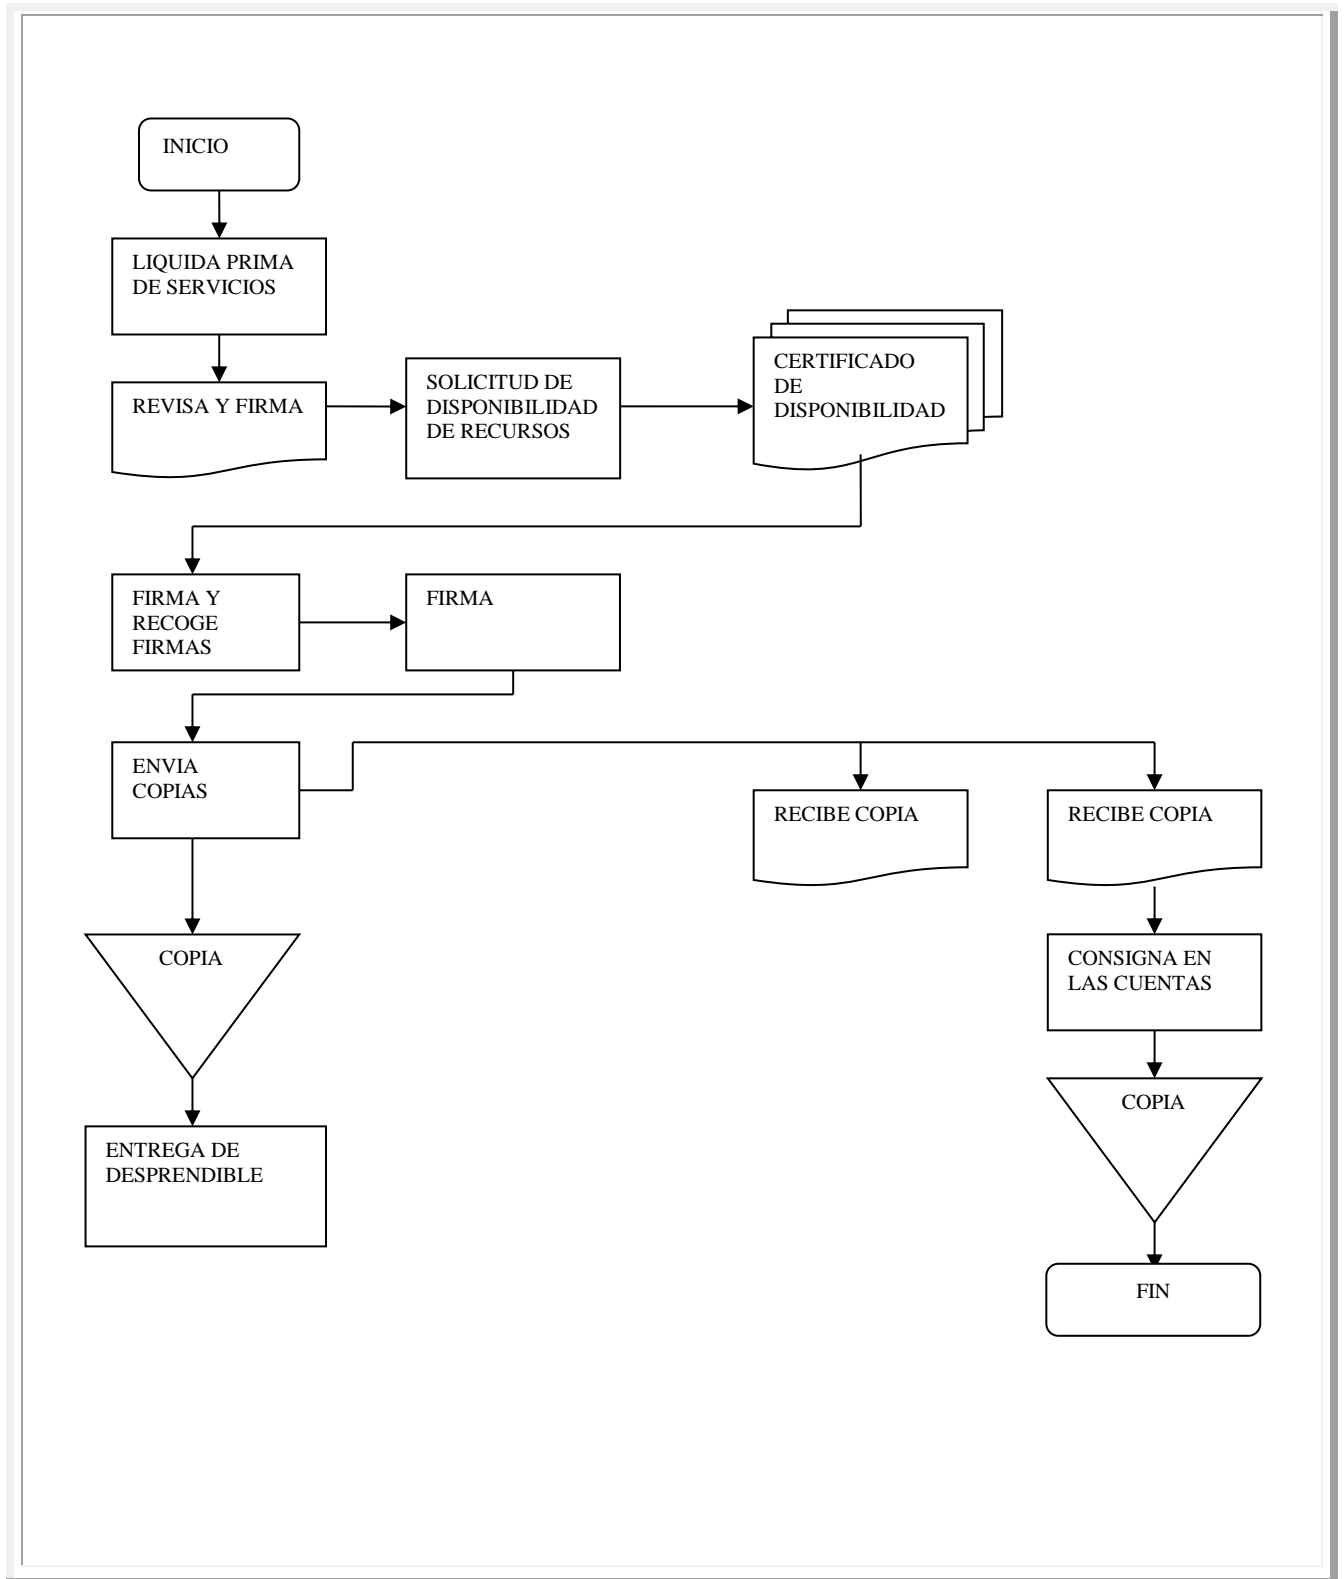 INICIO
LIQUIDA PRIMA
DE SERVICIOS
REVISA Y FIRMA
SOLICITUD DE
DISPONIBILIDAD
DE RECURSOS
CERTIFICADO
DE
DISPONIBILIDAD
FIRMA Y
RECOGE
FIRMAS
FIRMA
ENVIA
COPIAS
RECIBE COPIA
RECIBE COPIA
COPIA
CONSIGNA EN
LAS CUENTAS
COPIA
ENTREGA DE
DESPRENDIBLE
FIN